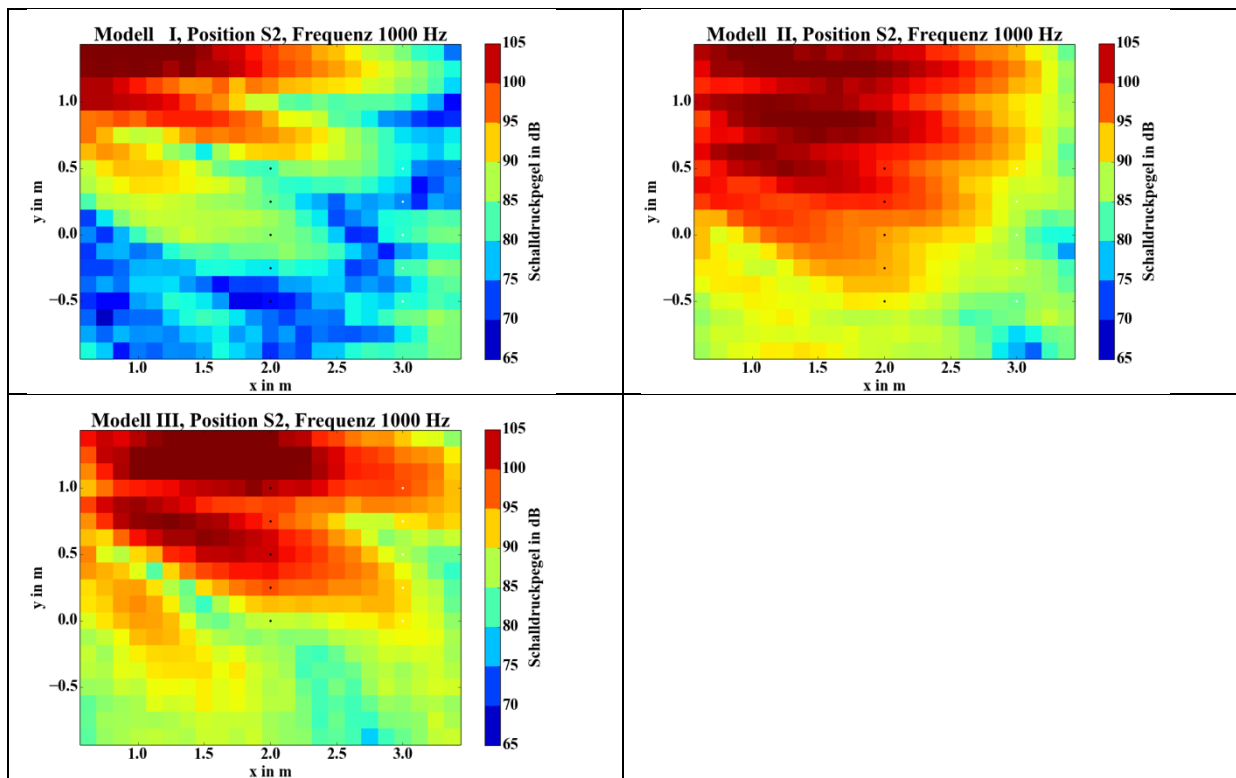 Modell I, Position S2, Frequenz 1000 Hz
105
100
95
90
85
80
75
70
65
Schalldruckpegel in dB
1.0
0.5
0.0
−0.5
y in m
1.0 1.5 2.0 2.5 3.0
x in m
Modell II, Position S2, Frequenz 1000 Hz
105
100
95
90
85
80
75
70
65
Schalldruckpegel in dB
1.0
0.5
0.0
−0.5
y in m
1.0 1.5 2.0 2.5 3.0
x in m
Modell III, Position S2, Frequenz 1000 Hz
105
100
95
90
85
80
75
70
65
Schalldruckpegel in dB
1.0
0.5
0.0
−0.5
y in m
1.0 1.5 2.0 2.5 3.0
x in m